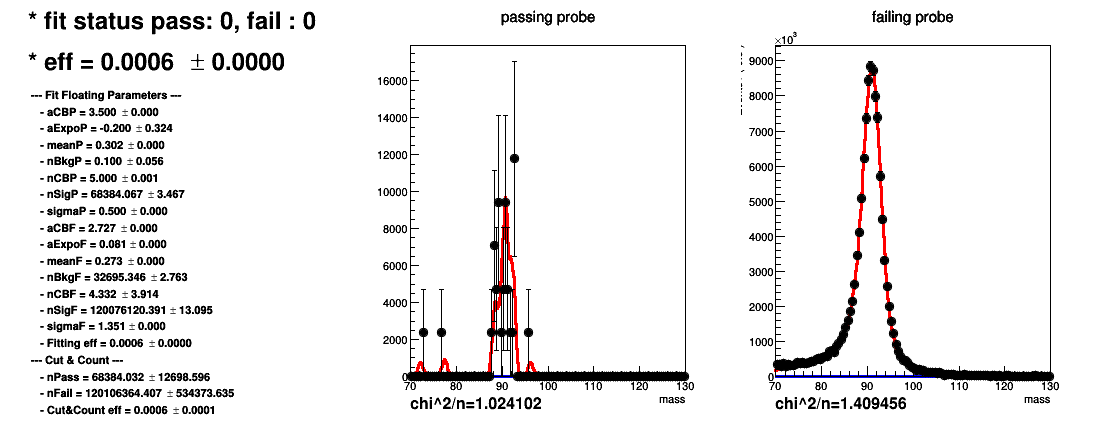 * fit status pass: 0, fail : 0
* eff = 0.0006 ± 0.0000
--- Fit Floating Parameters ---
- aCBP = 3.500 ± 0.000
- aExpoP = -0.200 ± 0.324
- meanP = 0.302 ± 0.000
- nBkgP = 0.100 ± 0.056
- nCBP = 5.000 ± 0.001
- nSigP = 68384.067 ± 3.467
- sigmaP = 0.500 ± 0.000
- aCBF = 2.727 ± 0.000
- aExpoF = 0.081 ± 0.000
- meanF = 0.273 ± 0.000
- nBkgF = 32695.346 ± 2.763
- nCBF = 4.332 ± 3.914
- nSigF = 120076120.391 ± 13.095
- sigmaF = 1.351 ± 0.000
- Fitting eff = 0.0006 ± 0.0000
--- Cut & Count ---
- nPass = 68384.032 ± 12698.596
- nFail = 120106364.407 ± 534373.635
- Cut&Count eff = 0.0006 ± 0.0001
passing probe
16000
14000
12000
10000
8000
6000
4000
2000
0
70 80 90 100 110 120 130
mass
chi^2/n=1.024102
failing probe
×10³
9000
8000
7000
6000
5000
4000
3000
2000
1000
0
70 80 90 100 110 120 130
mass
chi^2/n=1.409456